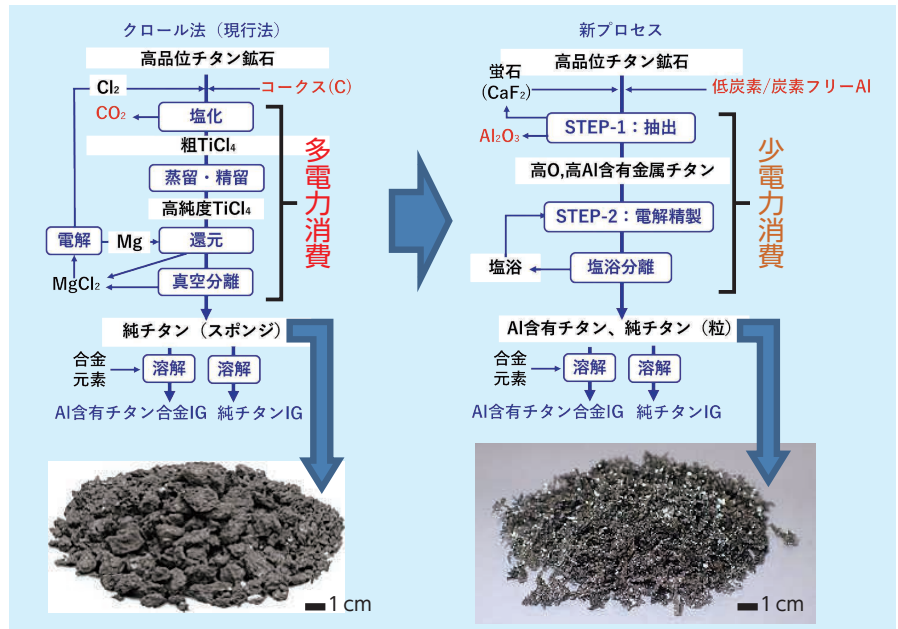 クロール法（現行法）
高品位チタン鉱石
Cl₂
コークス(C)
CO₂
塩化
粗TiCl₄
蒸留・精留
高純度TiCl₄
電解
Mg
還元
MgCl₂
真空分離
多電力消費
純チタン（スポンジ）
合金
元素
溶解
溶解
Al含有チタン合金IG
純チタンIG
1 cm
新プロセス
高品位チタン鉱石
蛍石
(CaF₂)
低炭素/炭素フリーAl
Al₂O₃
STEP-1：抽出
高O,高Al含有金属チタン
STEP-2：電解精製
塩浴
塩浴分離
少電力消費
Al含有チタン、純チタン（粒）
合金
元素
溶解
溶解
Al含有チタン合金IG
純チタンIG
1 cm